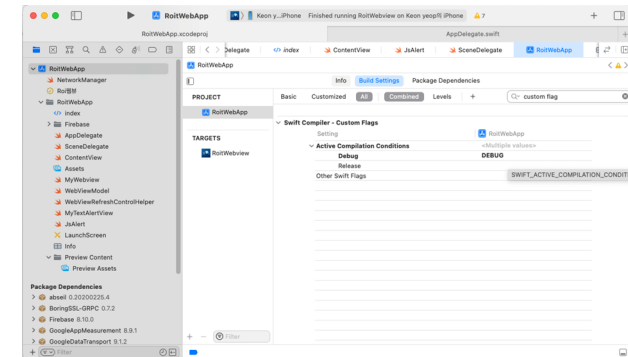 RoitWebApp
Keon y...iPhone
Finished running RoitWebview on Keon yeop의 iPhone
7
RoitWebApp.xcodeproj
AppDelegate.swift
Delegate
index
ContentView
JsAlert
SceneDelegate
RoitWebApp
RoitWebApp
RoitWebApp
NetworkManager
Roi웹뷰
RoitWebApp
index
Firebase
AppDelegate
SceneDelegate
ContentView
Assets
MyWebview
WebViewModel
WebViewRefreshControlHelper
MyTextAlertView
JsAlert
LaunchScreen
Info
Preview Content
Preview Assets
Package Dependencies
abseil 0.20200225.4
BoringSSL-GRPC 0.7.2
Firebase 8.10.0
GoogleAppMeasurement 8.9.1
GoogleDataTransport 9.1.2
Filter
Info
Build Settings
Package Dependencies
PROJECT
RoitWebApp
TARGETS
RoitWebview
Filter
Basic
Customized
All
Combined
Levels
+
custom flag
Swift Compiler - Custom Flags
Setting
RoitWebApp
Active Compilation Conditions
<Multiple values>
Debug
DEBUG
Release
Other Swift Flags
SWIFT_ACTIVE_COMPILATION_CONDITI